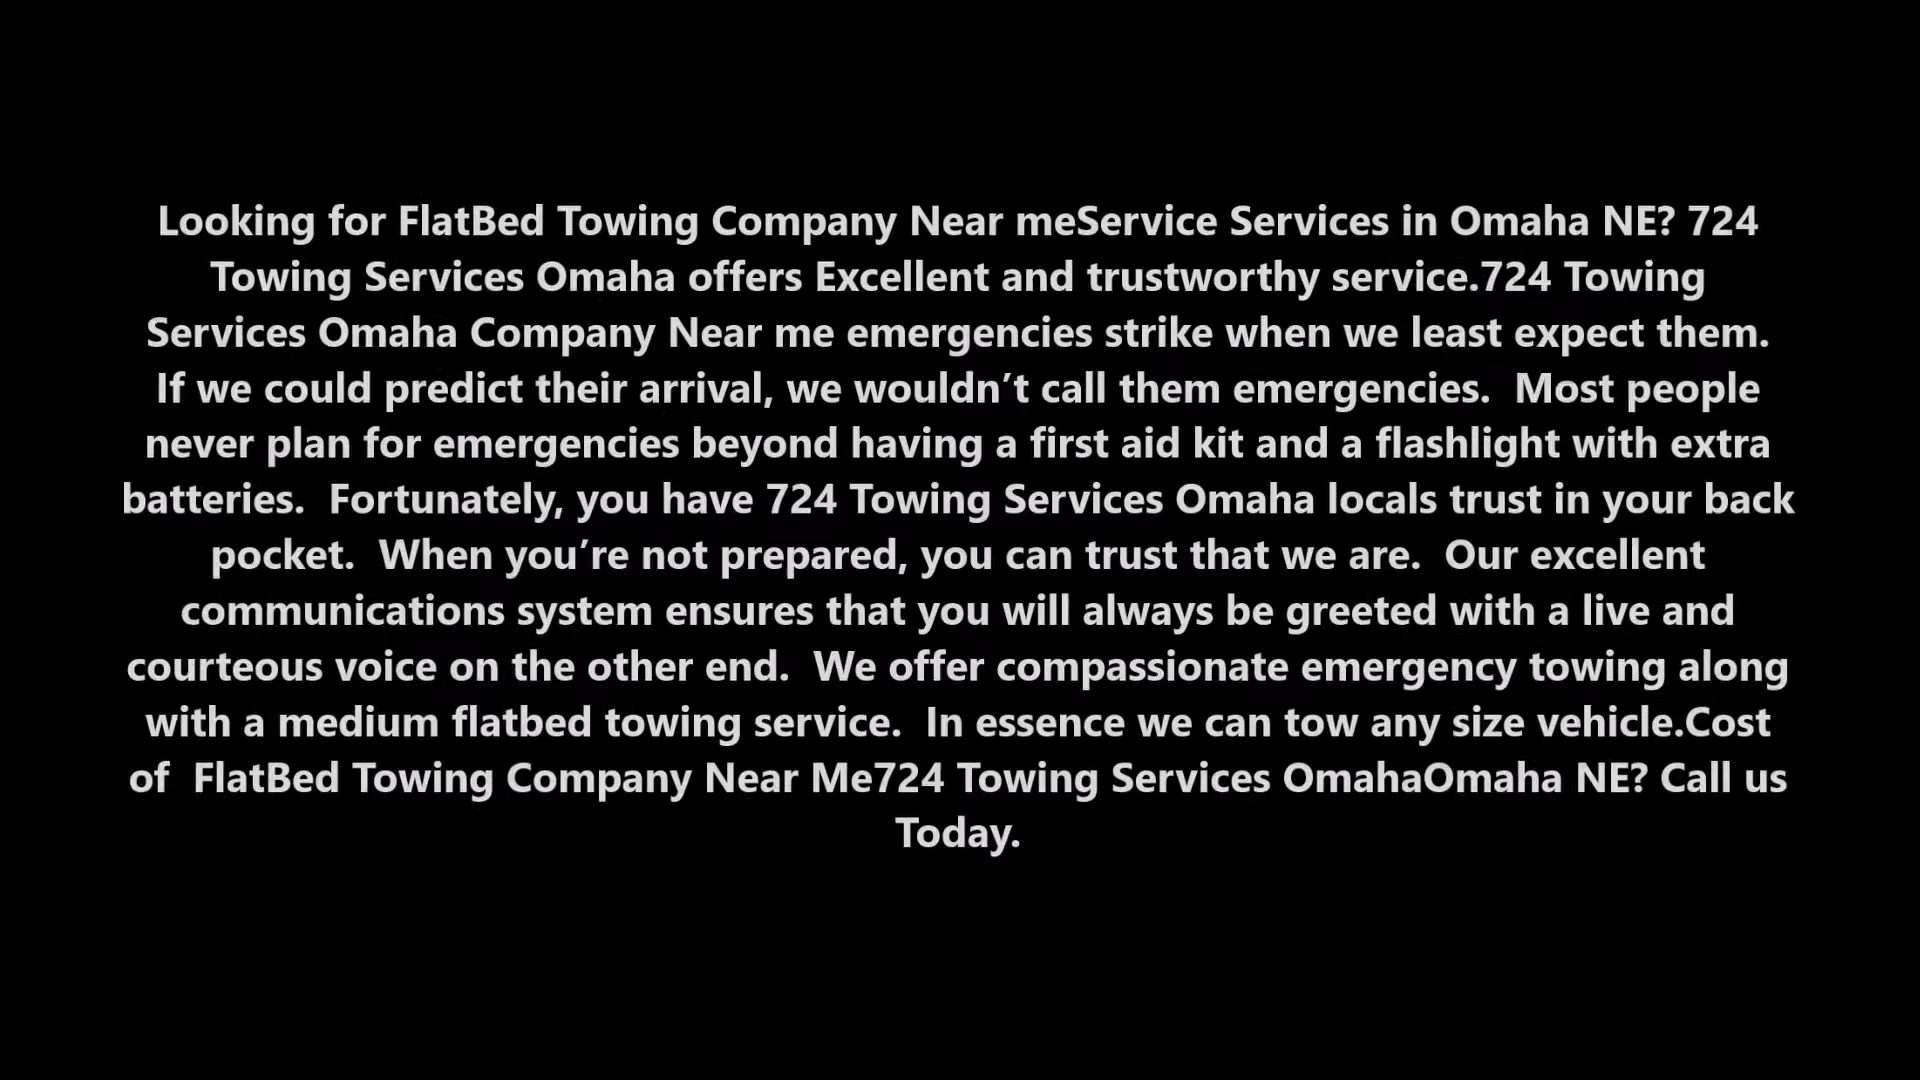 Looking for FlatBed Towing Company Near meService Services in Omaha NE? 724
Towing Services Omaha offers Excellent and trustworthy service.724 Towing
Services Omaha Company Near me emergencies strike when we least expect them.
If we could predict their arrival, we wouldn’t call them emergencies.  Most people
never plan for emergencies beyond having a first aid kit and a flashlight with extra
batteries.  Fortunately, you have 724 Towing Services Omaha locals trust in your back
pocket.  When you’re not prepared, you can trust that we are.  Our excellent
communications system ensures that you will always be greeted with a live and
courteous voice on the other end.  We offer compassionate emergency towing along
with a medium flatbed towing service.  In essence we can tow any size vehicle.Cost
of  FlatBed Towing Company Near Me724 Towing Services OmahaOmaha NE? Call us
Today.